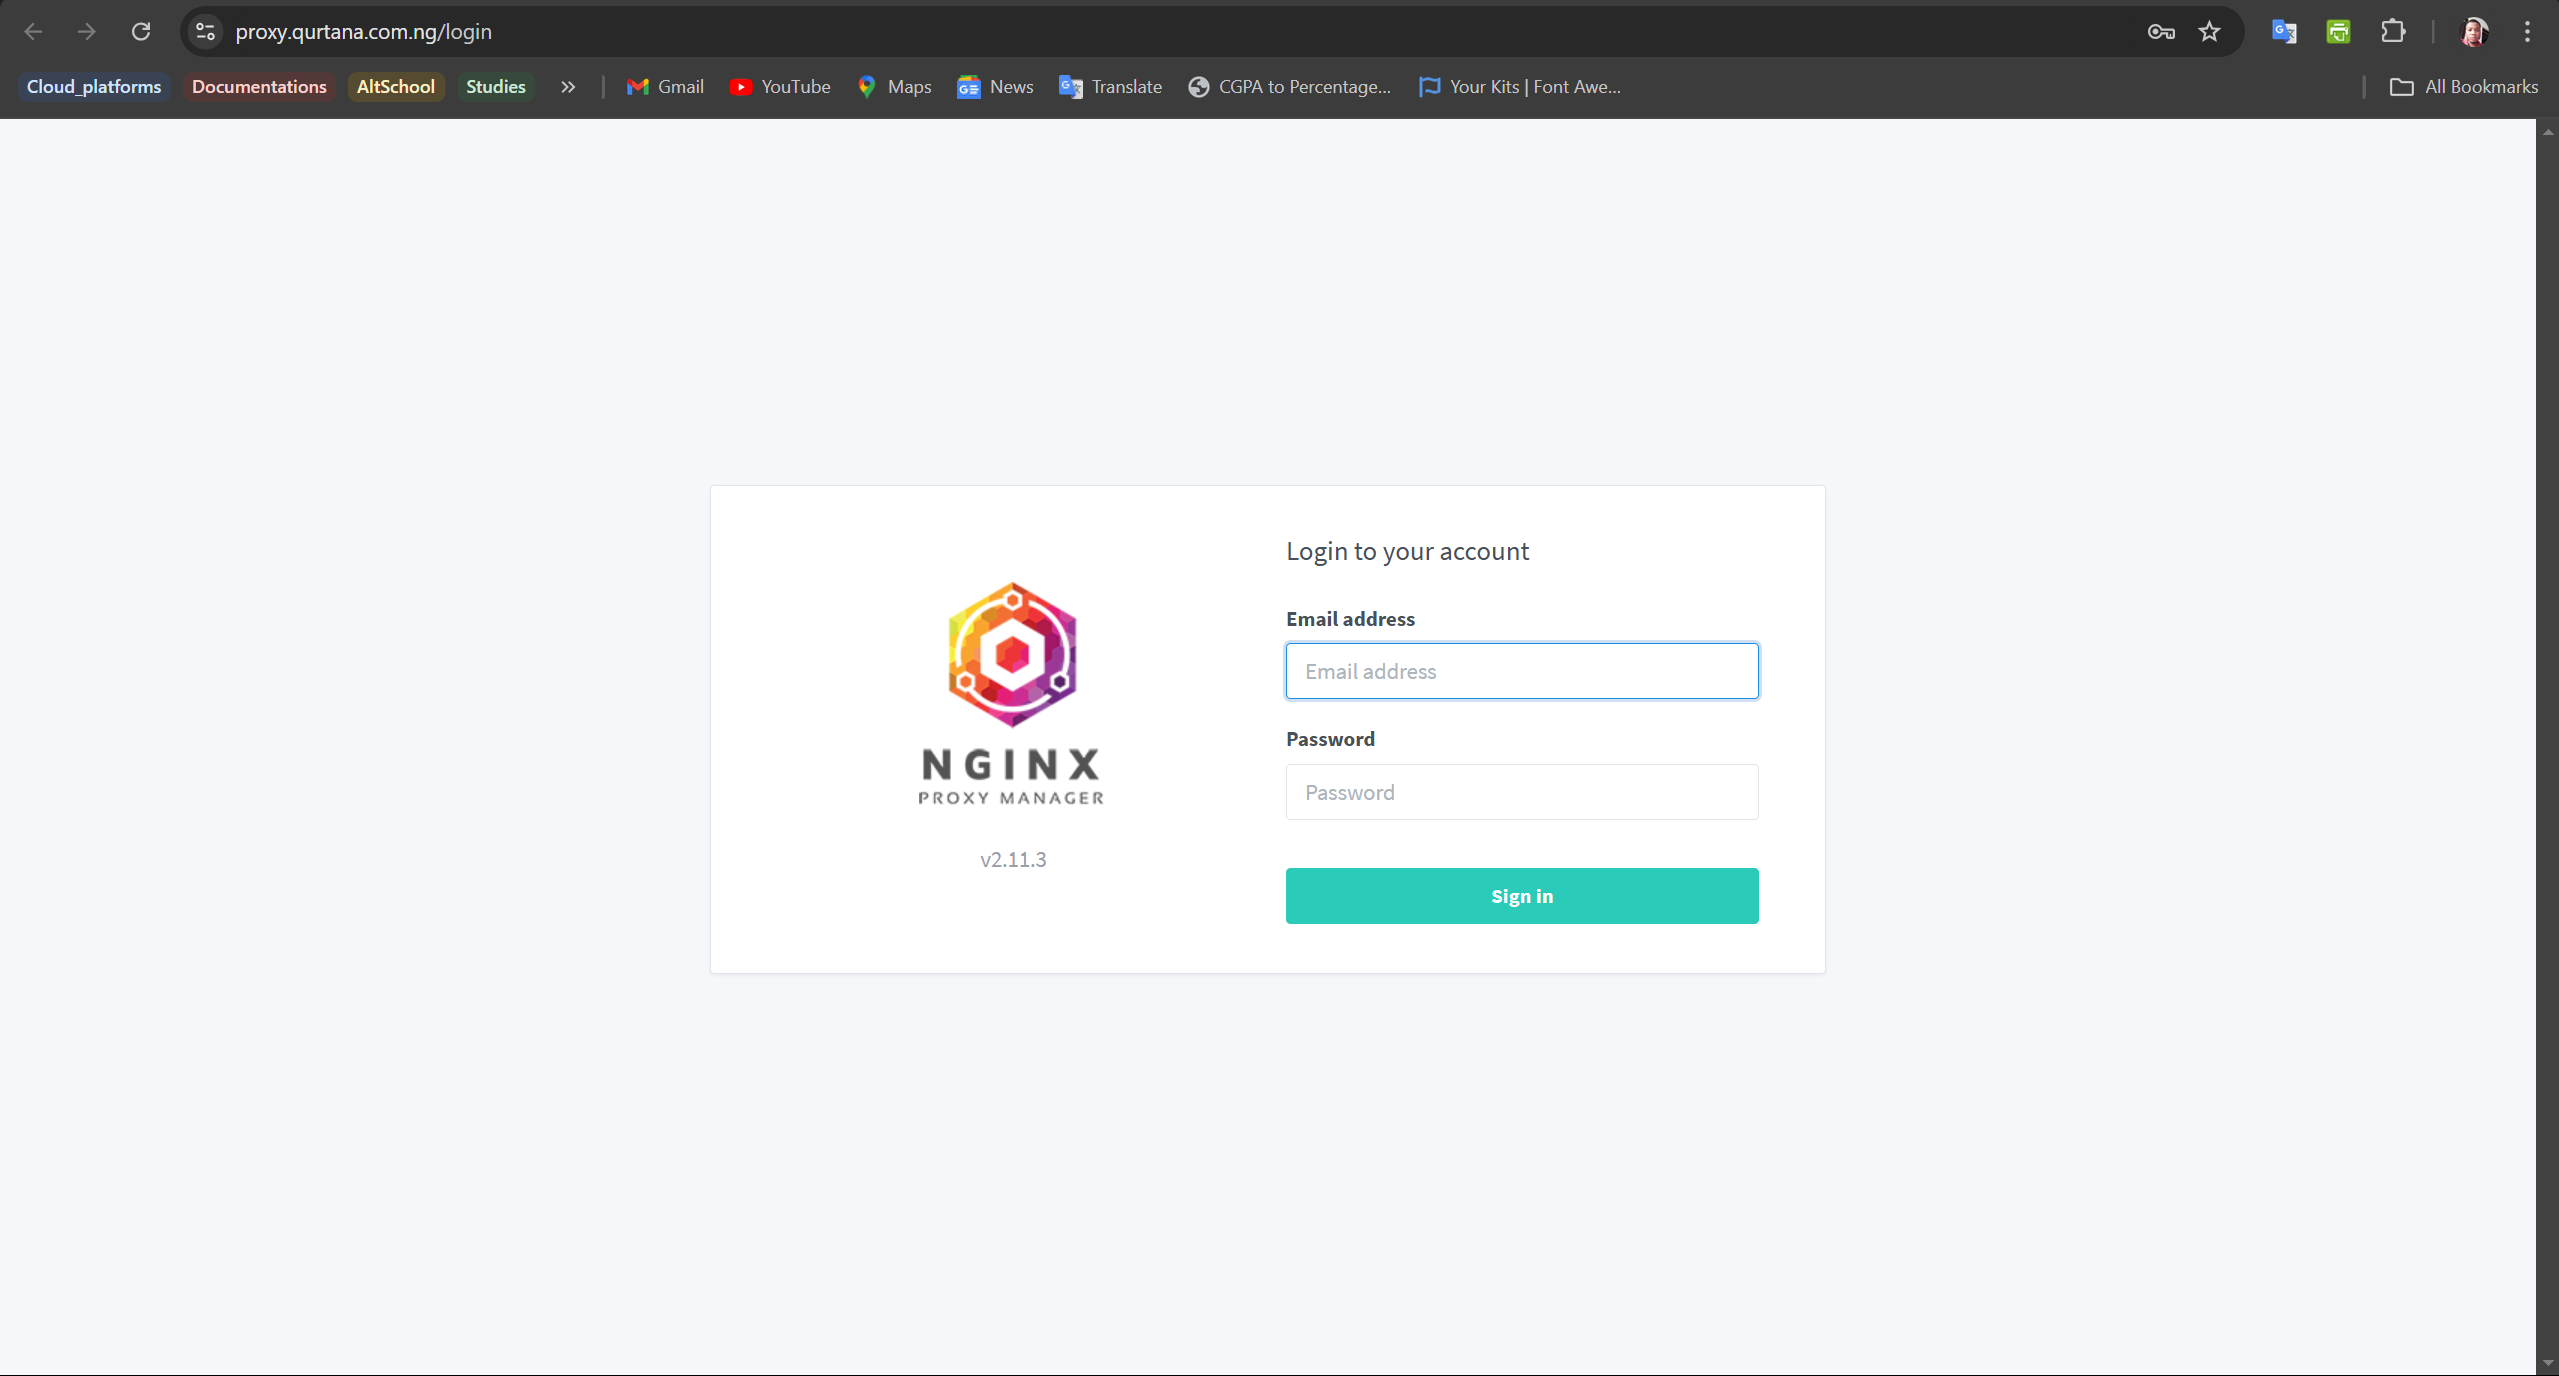 proxy.qurtana.com.ng/login
Cloud_platforms Documentations AltSchool Studies » Gmail YouTube Maps News Translate CGPA to Percentage... Your Kits | Font Awe... All Bookmarks
Login to your account
Email address
Email address
Password
Password
Sign in
NGINX
PROXY MANAGER
v2.11.3